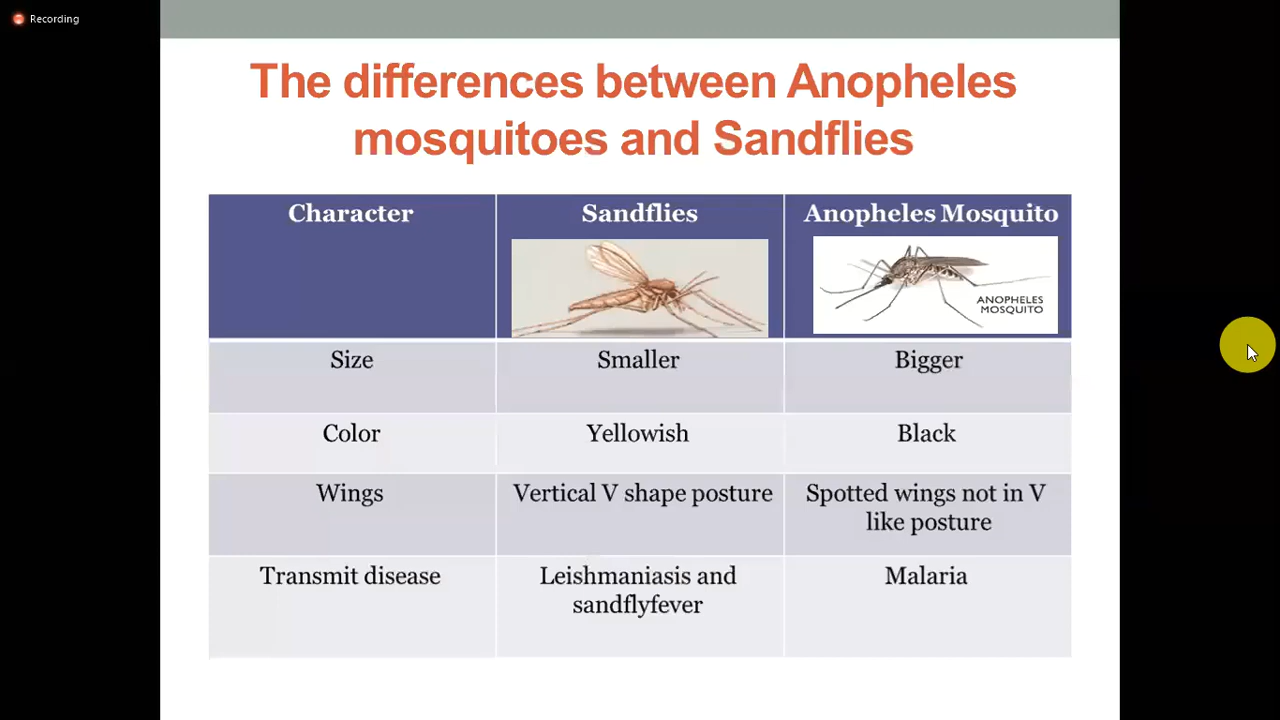 Recording
The differences between Anopheles
mosquitoes and Sandflies
Character
Sandflies
Anopheles Mosquito
ANOPHELES
MOSQUITO
Size
Smaller
Bigger
Color
Yellowish
Black
Wings
Vertical V shape posture
Spotted wings not in V
like posture
Transmit disease
Leishmaniasis and
sandflyfever
Malaria